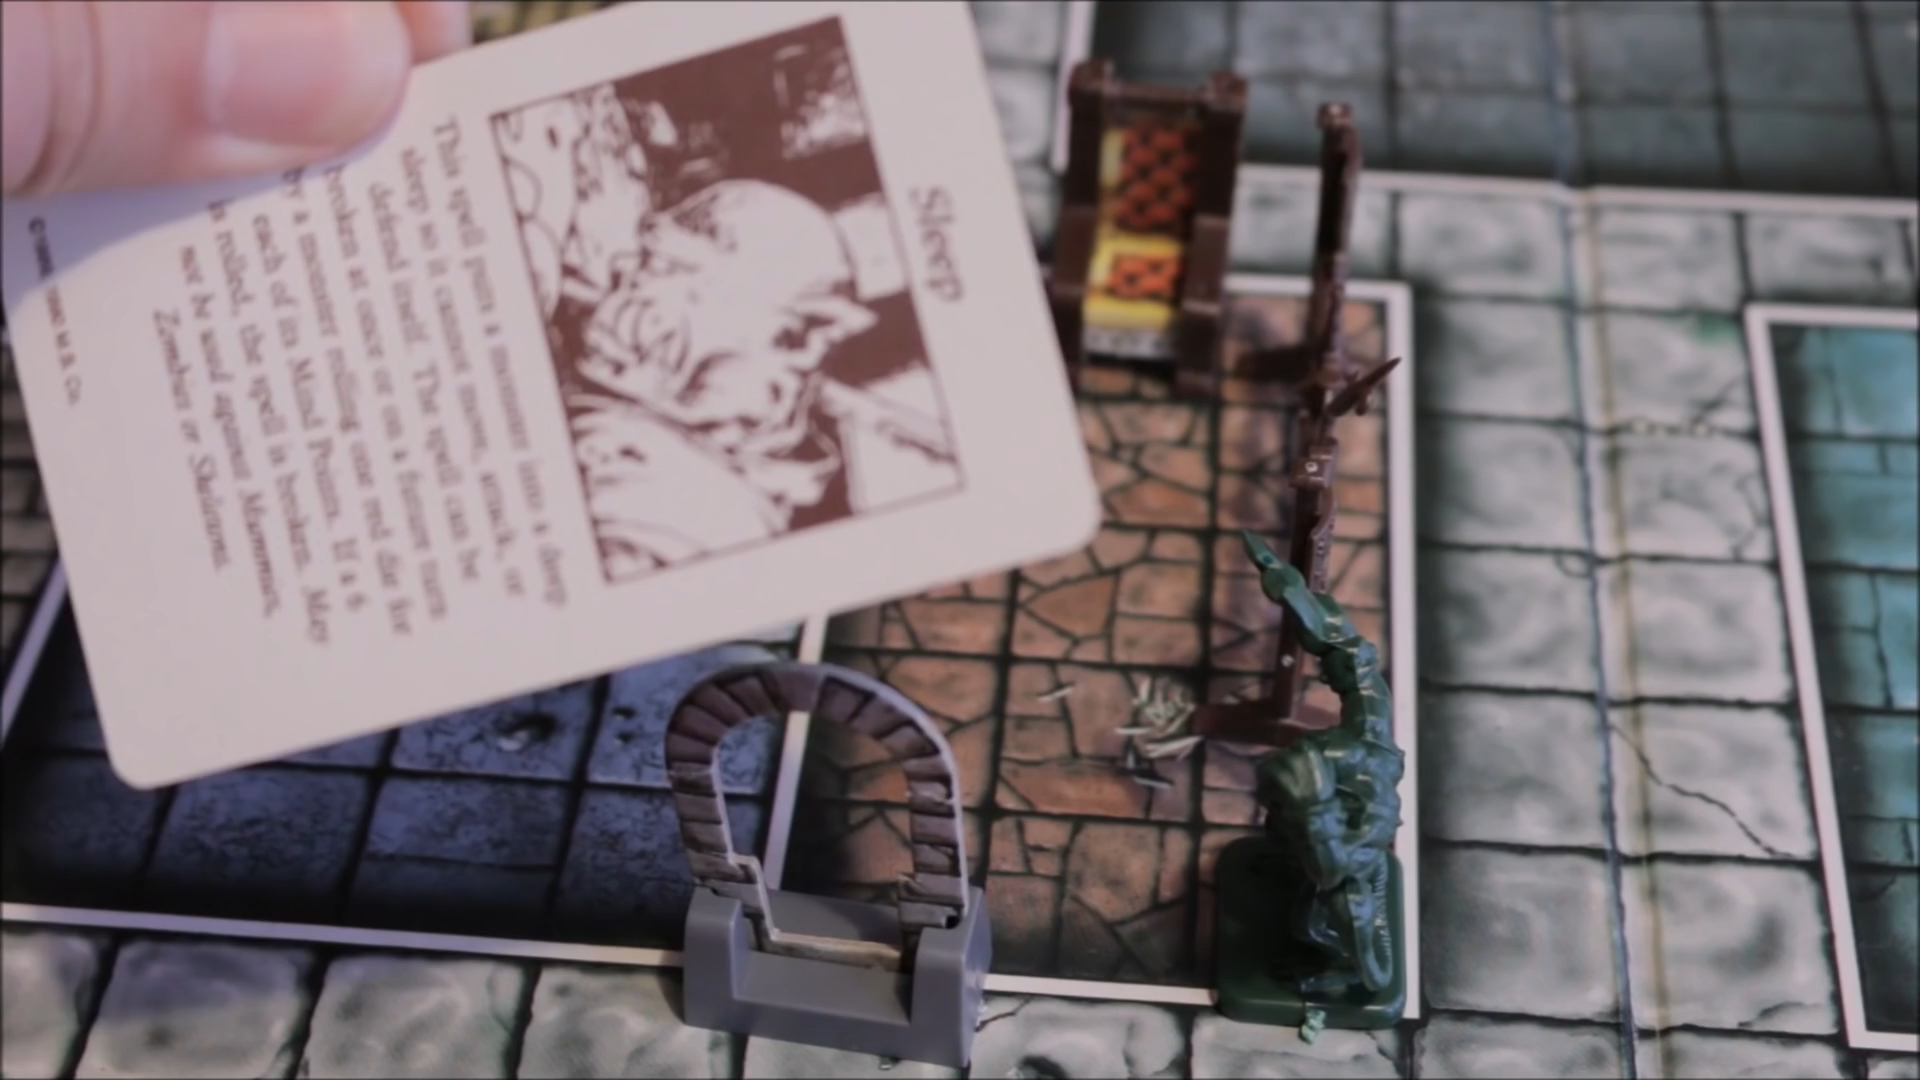 Sleep
This spell puts a monster into a deep
sleep so it cannot move, attack, or
defend itself. The spell can be
broken at once or on a future turn
by a monster rolling one red die for
each of its Mind Points. If a 6
is rolled, the spell is broken. May
not be used against Mummies,
Zombies or Skeletons.
M.B. Co.